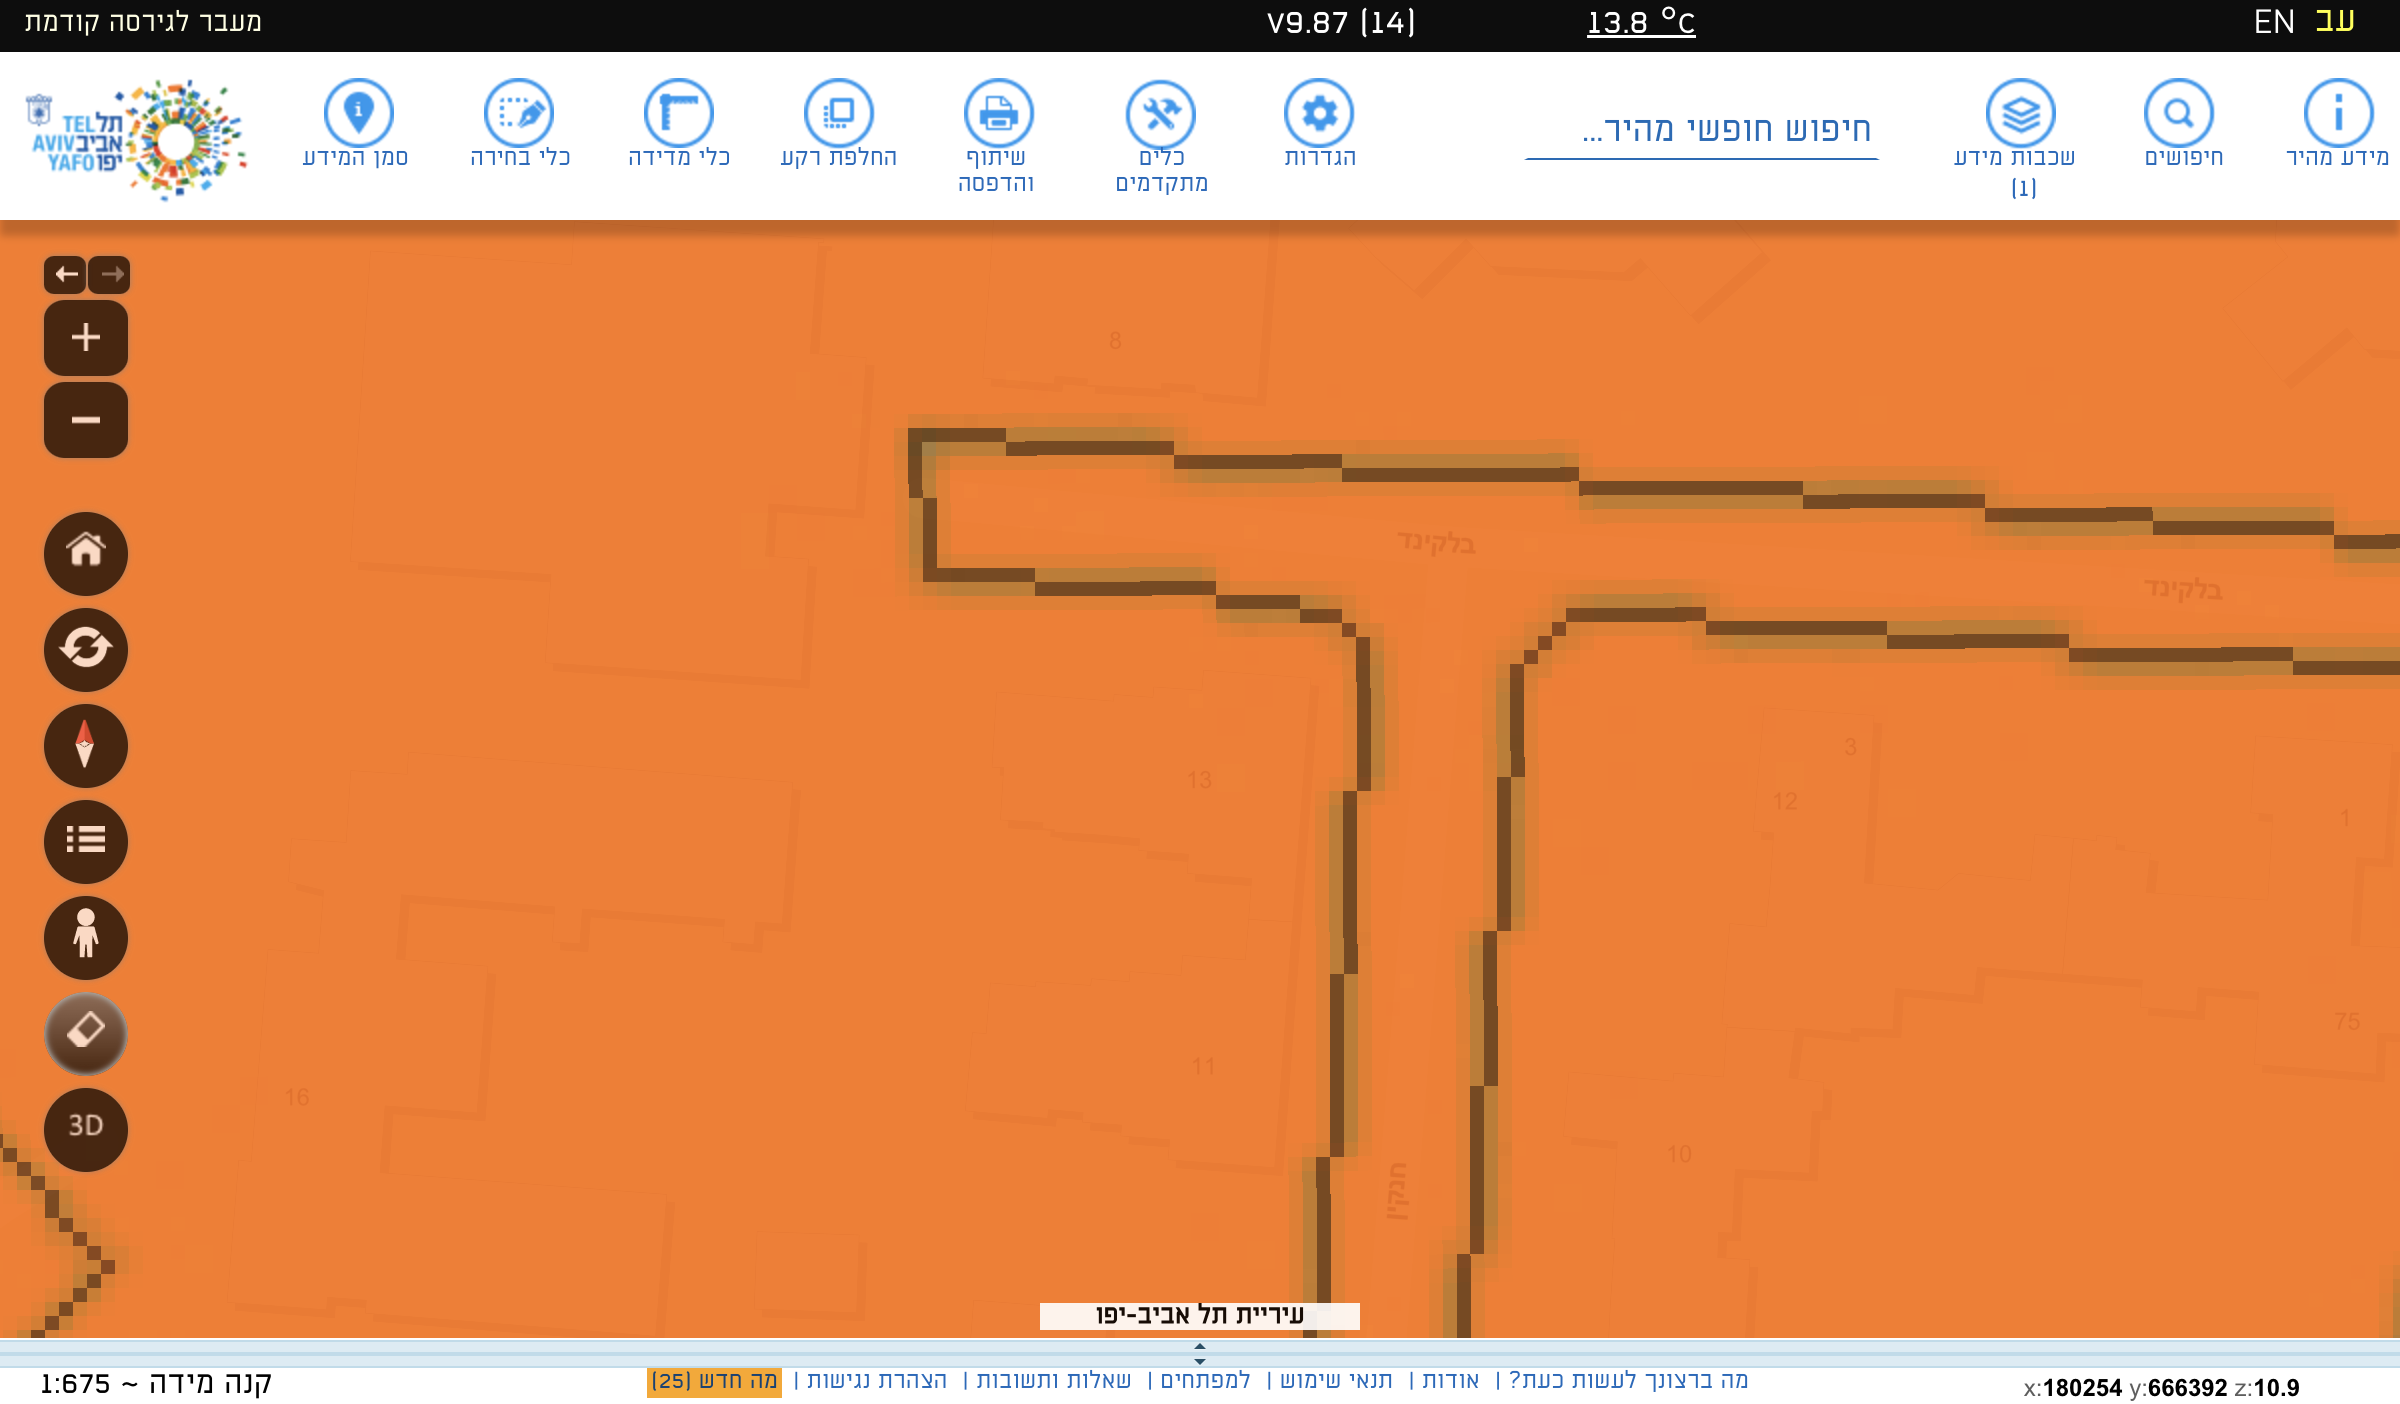 עב EN
13.8 °C
V9.87 (14)
מעבר לגירסה קודמת
מידע מהיר
חיפושים
שכבות מידע
(1)
חיפוש חופשי מהיר...
הגדרות
כלים
מתקדמים
שיתוף
והדפסה
החלפת רקע
כלי מדידה
כלי בחירה
סמן המידע
תל
אביב
יפו
TEL
AVIV
YAFO
8
בלקינד
בלקינד
3
13
12
1
75
11
16
10
חנקין
3D
עיריית תל אביב-יפו
מה ברצונך לעשות כעת? | אודות | תנאי שימוש | למפתחים | שאלות ותשובות | הצהרת נגישות | מה חדש (25)
קנה מידה ~ 1:675
x:180254 y:666392 z:10.9